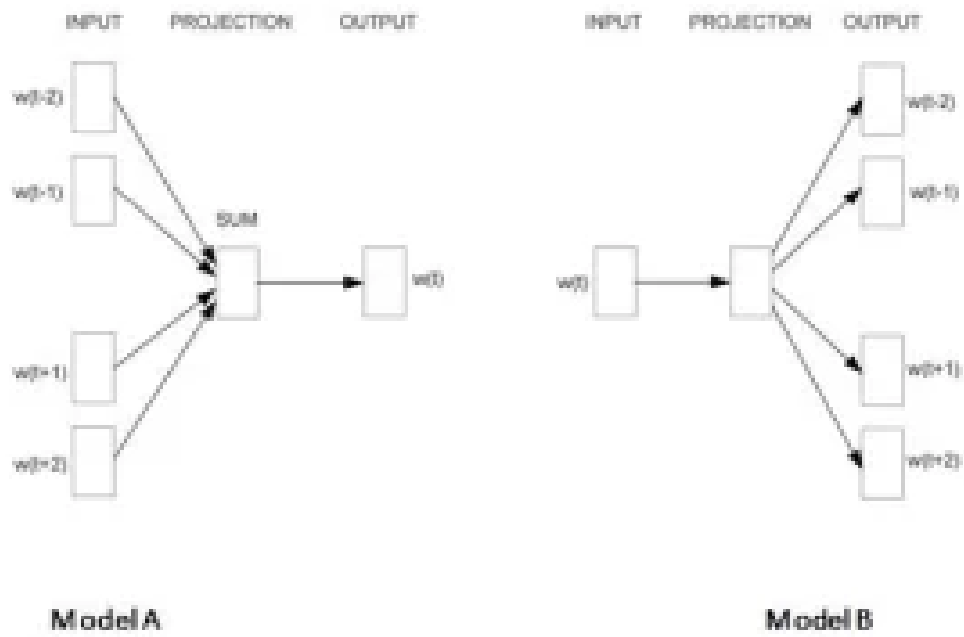 INPUT PROJECTION OUTPUT
w(t-2)
w(t-1)
SUM
w(t)
w(t+1)
w(t+2)
Model A
INPUT PROJECTION OUTPUT
w(t-2)
w(t-1)
w(t)
w(t+1)
w(t+2)
Model B